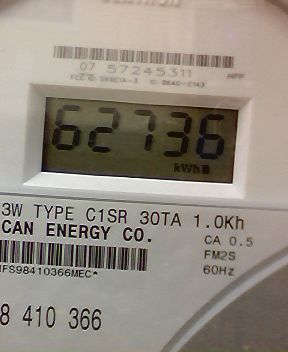 07 57245311
HPP
62736
kWh
3W TYPE C1SR 30TA 1.0Kh
CAN ENERGY CO.
CA 0.5
FM2S
60Hz
IFS98410366MEC*
8 410 366